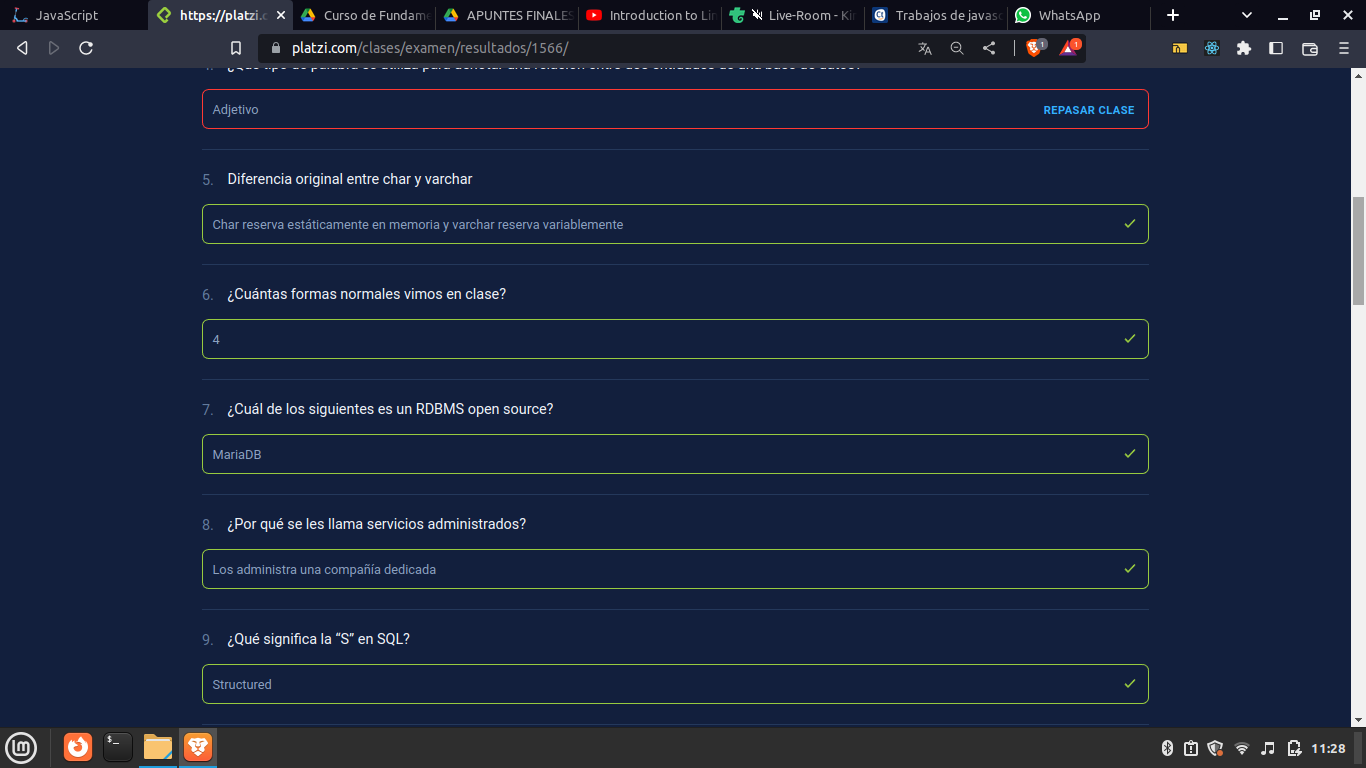 JavaScript
https://platzi.c
Curso de Fundame
APUNTES FINALES
Introduction to Lin
Live-Room - Kin
Trabajos de javasc
WhatsApp
platzi.com/clases/examen/resultados/1566/
1
1
Adjetivo
REPASAR CLASE
5. Diferencia original entre char y varchar
Char reserva estáticamente en memoria y varchar reserva variablemente
6. ¿Cuántas formas normales vimos en clase?
4
7. ¿Cuál de los siguientes es un RDBMS open source?
MariaDB
8. ¿Por qué se les llama servicios administrados?
Los administra una compañía dedicada
9. ¿Qué significa la “S” en SQL?
Structured
$_
11:28